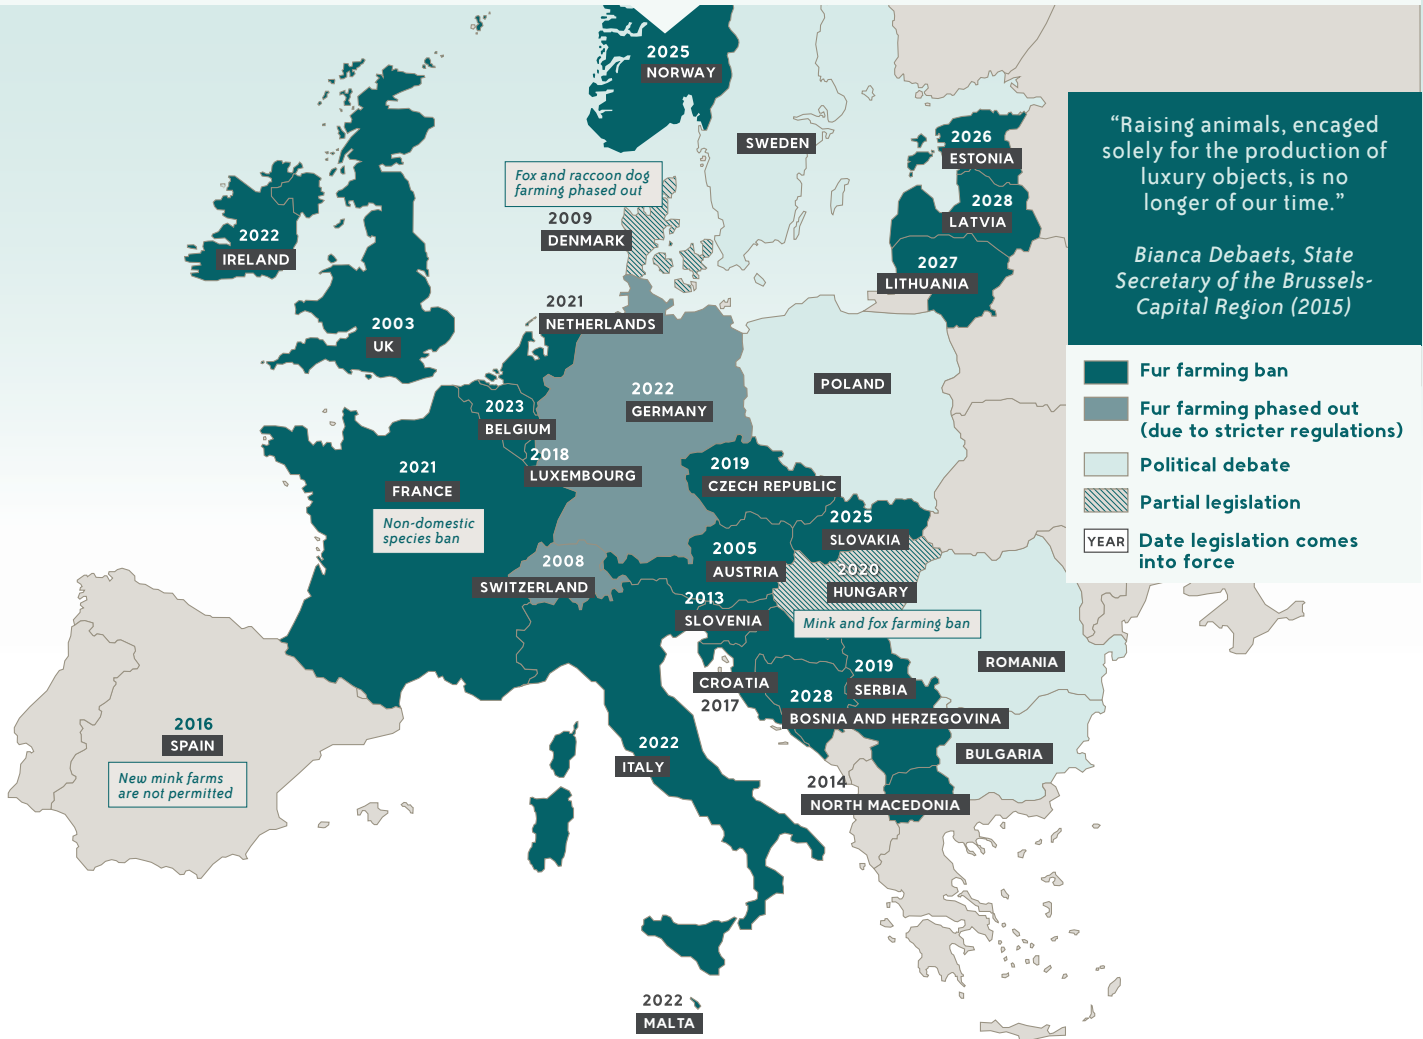 2025
NORWAY
SWEDEN
2026
ESTONIA
2028
LATVIA
2027
LITHUANIA
Fox and raccoon dog
farming phased out
2009
DENMARK
2022
IRELAND
2003
UK
2021
NETHERLANDS
2022
GERMANY
POLAND
2023
BELGIUM
2018
LUXEMBOURG
2021
FRANCE
Non-domestic
species ban
2019
CZECH REPUBLIC
2025
SLOVAKIA
2005
AUSTRIA
2008
SWITZERLAND
2020
HUNGARY
Mink and fox farming ban
2013
SLOVENIA
CROATIA
2017
2019
SERBIA
2028
BOSNIA AND HERZEGOVINA
ROMANIA
BULGARIA
2016
SPAIN
New mink farms
are not permitted
2022
ITALY
2014
NORTH MACEDONIA
2022
MALTA
“Raising animals, encaged
solely for the production of
luxury objects, is no
longer of our time.”
Bianca Debaets, State
Secretary of the Brussels-
Capital Region (2015)
Fur farming ban
Fur farming phased out
(due to stricter regulations)
Political debate
Partial legislation
YEAR
Date legislation comes
into force